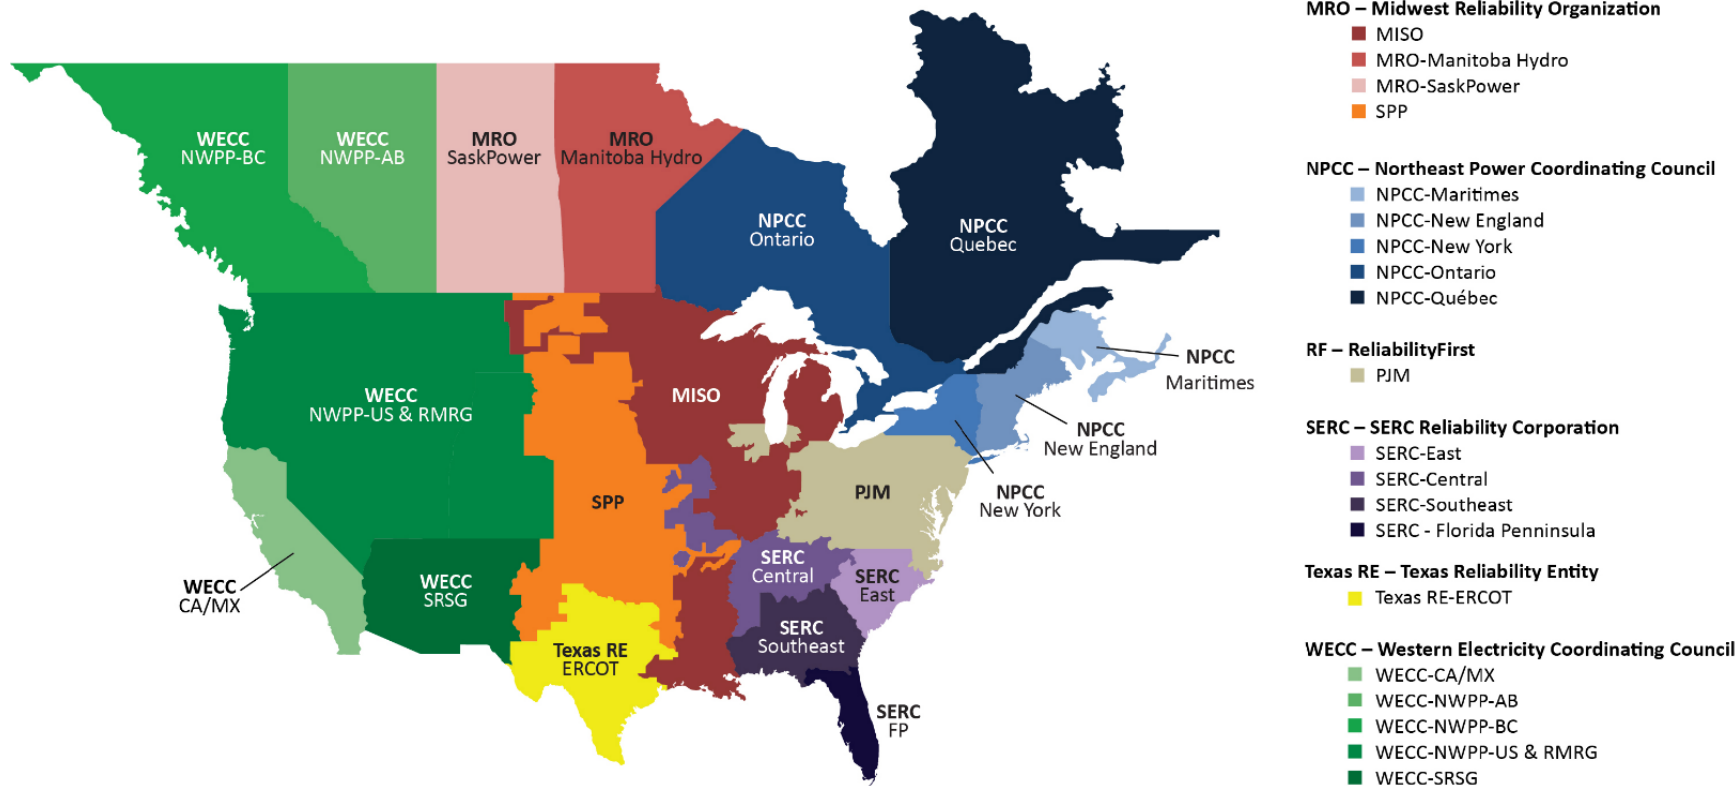 WECC
NWPP-BC
WECC
NWPP-AB
MRO
SaskPower
MRO
Manitoba Hydro
NPCC
Ontario
NPCC
Quebec
WECC
NWPP-US & RMRG
MISO
NPCC
Maritimes
NPCC
New England
NPCC
New York
SPP
PJM
WECC
CA/MX
WECC
SRSG
SERC
Central
SERC
East
SERC
Southeast
Texas RE
ERCOT
SERC
FP
MRO – Midwest Reliability Organization
MISO
MRO-Manitoba Hydro
MRO-SaskPower
SPP
NPCC – Northeast Power Coordinating Council
NPCC-Maritimes
NPCC-New England
NPCC-New York
NPCC-Ontario
NPCC-Québec
RF – ReliabilityFirst
PJM
SERC – SERC Reliability Corporation
SERC-East
SERC-Central
SERC-Southeast
SERC - Florida Penninsula
Texas RE – Texas Reliability Entity
Texas RE-ERCOT
WECC – Western Electricity Coordinating Council
WECC-CA/MX
WECC-NWPP-AB
WECC-NWPP-BC
WECC-NWPP-US & RMRG
WECC-SRSG